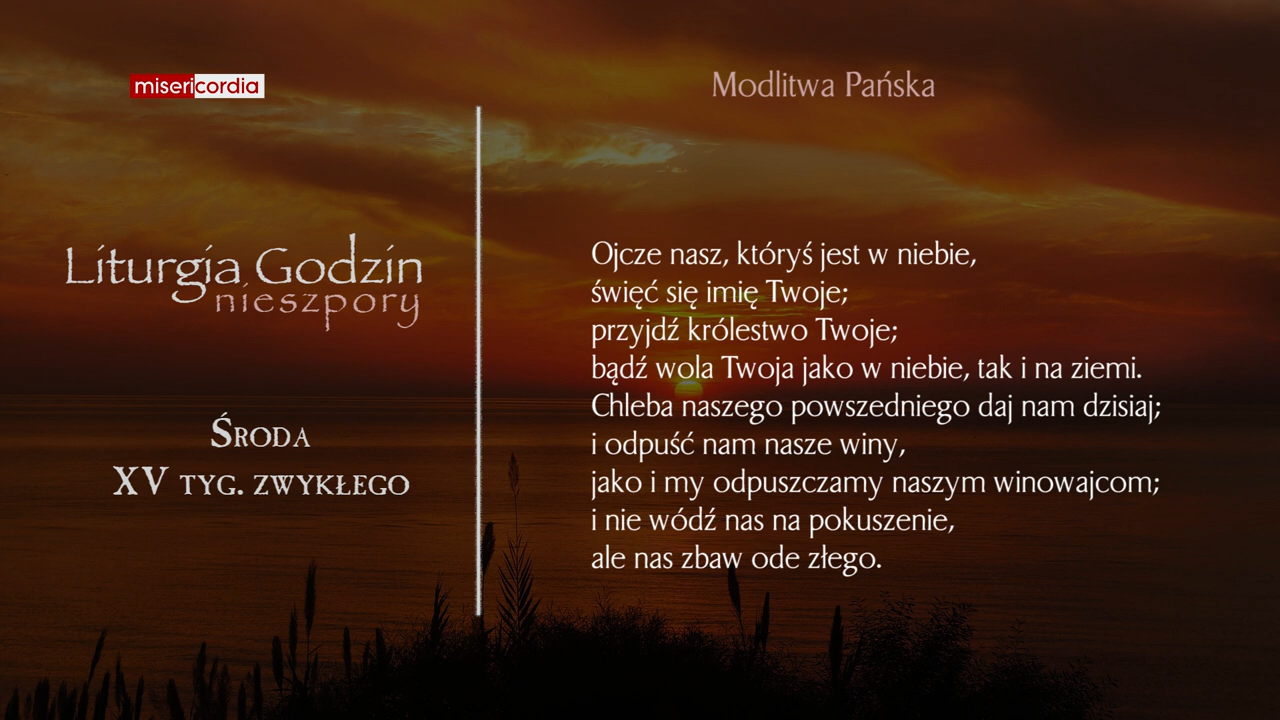 misericordia
Liturgia Godzin
nieszpory
Środa
XV tyg. zwykłego
Modlitwa Pańska
Ojcze nasz, któryś jest w niebie,
święć się imię Twoje;
przyjdź królestwo Twoje;
bądź wola Twoja jako w niebie, tak i na ziemi.
Chleba naszego powszedniego daj nam dzisiaj;
i odpuść nam nasze winy,
jako i my odpuszczamy naszym winowajcom;
i nie wódź nas na pokuszenie,
ale nas zbaw ode złego.